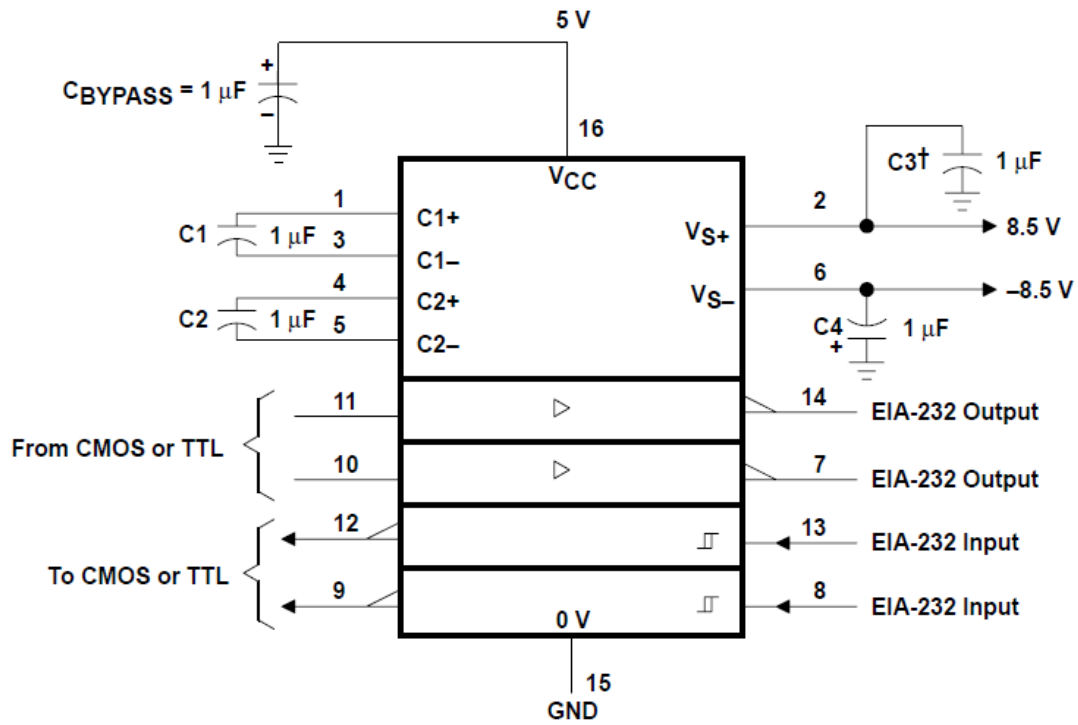 5 V
+
CBYPASS = 1 μF
–
16
VCC
C3† 1 μF
1
C1+
2
C1 1 μF
VS+
8.5 V
3
C1–
4
C2+
6
VS–
–8.5 V
C2 1 μF
5
C2–
C4 1 μF
+
11
14
EIA-232 Output
From CMOS or TTL
10
7
EIA-232 Output
12
13
EIA-232 Input
To CMOS or TTL
9
8
EIA-232 Input
0 V
15
GND